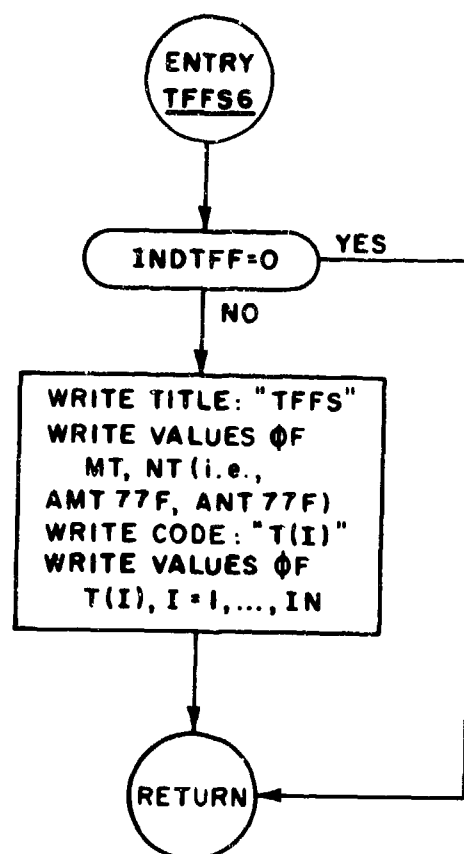 ENTRY
TFFS6
INDTFF=0
YES
NO
WRITE TITLE: "TFFS"
WRITE VALUES ΦF
MT, NT (i.e.,
AMT 77F, ANT 77F)
WRITE CODE: "T(I)"
WRITE VALUES ΦF
T(I), I = 1,..., IN
RETURN